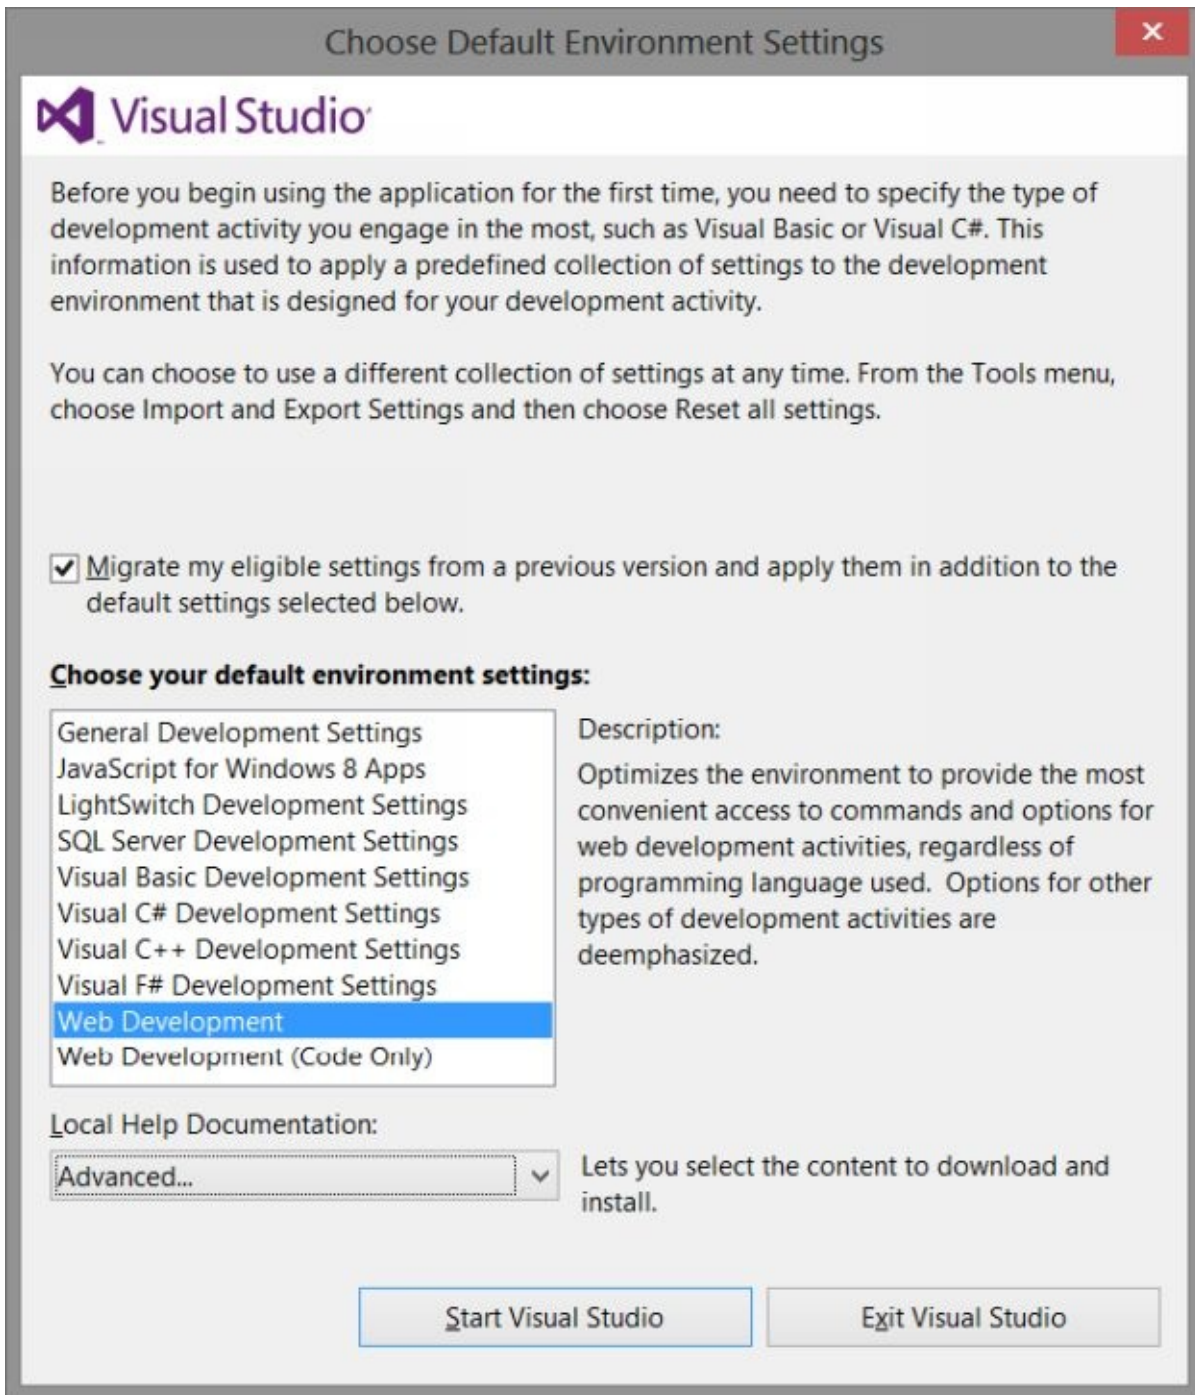 Choose Default Environment Settings
Visual Studio
Before you begin using the application for the first time, you need to specify the type of
development activity you engage in the most, such as Visual Basic or Visual C#. This
information is used to apply a predefined collection of settings to the development
environment that is designed for your development activity.
You can choose to use a different collection of settings at any time. From the Tools menu,
choose Import and Export Settings and then choose Reset all settings.
Migrate my eligible settings from a previous version and apply them in addition to the
default settings selected below.
Choose your default environment settings:
General Development Settings
JavaScript for Windows 8 Apps
LightSwitch Development Settings
SQL Server Development Settings
Visual Basic Development Settings
Visual C# Development Settings
Visual C++ Development Settings
Visual F# Development Settings
Web Development
Web Development (Code Only)
Description:
Optimizes the environment to provide the most
convenient access to commands and options for
web development activities, regardless of
programming language used.  Options for other
types of development activities are
deemphasized.
Local Help Documentation:
Advanced...
Lets you select the content to download and
install.
Start Visual Studio
Exit Visual Studio